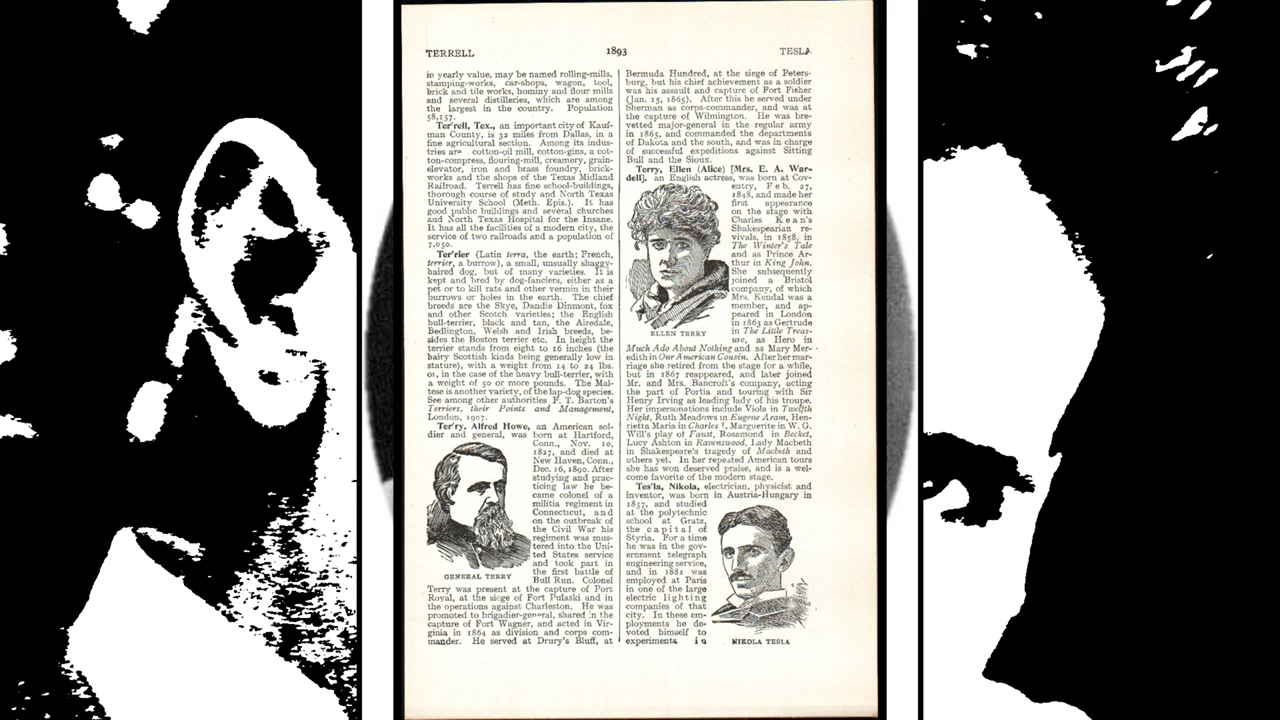 TERRELL
1893
TESLA
in yearly value, may be named rolling-mills,
stamping-works, car-shops, wagon, tool,
brick and tile works, hominy and flour mills
and several distilleries, which are among
the largest in the country. Population
58,157.
Ter′rell, Tex., an important city of Kauf-
man County, is 32 miles from Dallas, in a
fine agricultural section. Among its indus-
tries are cotton-oil mill, cotton-gins, a cot-
ton-compress, flouring-mill, creamery, grain-
elevator, iron and brass foundry, brick-
works and the shops of the Texas Midland
Railroad. Terrell has fine school-buildings,
thorough course of study and North Texas
University School (Meth. Epis.). It has
good public buildings and several churches
and North Texas Hospital for the Insane.
It has all the facilities of a modern city, the
service of two railroads and a population of
7,050.
Ter′rier (Latin terra, the earth; French,
terrier, a burrow), a small, unsually shaggy-
haired dog, but of many varieties. It is
kept and bred by dog-fanciers, either as a
pet or to kill rats and other vermin in their
burrows or holes in the earth. The chief
breeds are the Skye, Dandie Dinmont, fox
and other Scotch varieties; the English
bull-terrier, black and tan, the Airedale,
Bedlington, Welsh and Irish breeds, be-
sides the Boston terrier etc. In height the
terrier stands from eight to 16 inches (the
hairy Scottish kinds being generally low in
stature), with a weight from 14 to 24 lbs.
or, in the case of the heavy bull-terrier, with
a weight of 50 or more pounds. The Mal-
tese is another variety, of the lap-dog species.
See among other authorities F. T. Barton's
Terriers, their Points and Management,
London, 1907.
Ter′ry, Alfred Howe, an American sol-
dier and general, was born at Hartford,
Conn., Nov. 10,
1827, and died at
New Haven, Conn.,
Dec. 16, 1890. After
studying and prac-
ticing law he be-
came colonel of a
militia regiment in
Connecticut, and
on the outbreak of
the Civil War his
regiment was mus-
tered into the Uni-
ted States service
and took part in
the first battle of
Bull Run. Colonel
GENERAL TERRY
Terry was present at the capture of Port
Royal, at the siege of Fort Pulaski and in
the operations against Charleston. He was
promoted to brigadier-general, shared in the
capture of Fort Wagner, and acted in Vir-
ginia in 1864 as division and corps com-
mander. He served at Drury's Bluff, at
Bermuda Hundred, at the siege of Peters-
burg, but his chief achievement as a soldier
was his assault and capture of Fort Fisher
(Jan. 15, 1865). After this he served under
Sherman as corps-commander, and was at
the capture of Wilmington. He was bre-
vetted major-general in the regular army
in 1865, and commanded the departments
of Dakota and the south, and was in charge
of successful expeditions against Sitting
Bull and the Sioux.
Terry, Ellen (Alice) [Mrs. E. A. War-
dell], an English actress, was born at Cov-
entry, Feb. 27,
1848, and made her
first appearance
on the stage with
Charles Kean's
Shakespearian re-
vivals, in 1858, in
The Winter's Tale
and as Prince Ar-
thur in King John.
She subsequently
joined a Bristol
company, of which
Mrs. Kendal was a
member, and ap-
peared in London
in 1863 as Gertrude
in The Little Treas-
ure, as Hero in
ELLEN TERRY
Much Ado About Nothing and as Mary Mer-
edith in Our American Cousin. After her mar-
riage she retired from the stage for a while,
but in 1867 reappeared, and later joined
Mr. and Mrs. Bancroft's company, acting
the part of Portia and touring with Sir
Henry Irving as leading lady of his troupe.
Her impersonations include Viola in Twelfth
Night, Ruth Meadows in Eugene Aram, Hen-
rietta Maria in Charles I, Marguerite in W. G.
Will's play of Faust, Rosamond in Becket,
Lucy Ashton in Ravenswood, Lady Macbeth
in Shakespeare's tragedy of Macbeth and
others yet. In her repeated American tours
she has won deserved praise, and is a wel-
come favorite of the modern stage.
Tes′la, Nikola, electrician, physicist and
inventor, was born in Austria-Hungary in
1857, and studied
at the polytechnic
school at Gratz,
the capital of
Styria. For a time
he was in the gov-
ernment telegraph
engineering service,
and in 1881 was
employed at Paris
in one of the large
electric lighting
companies of that
city. In these em-
ployments he de-
voted himself to
experiments in
NIKOLA TESLA